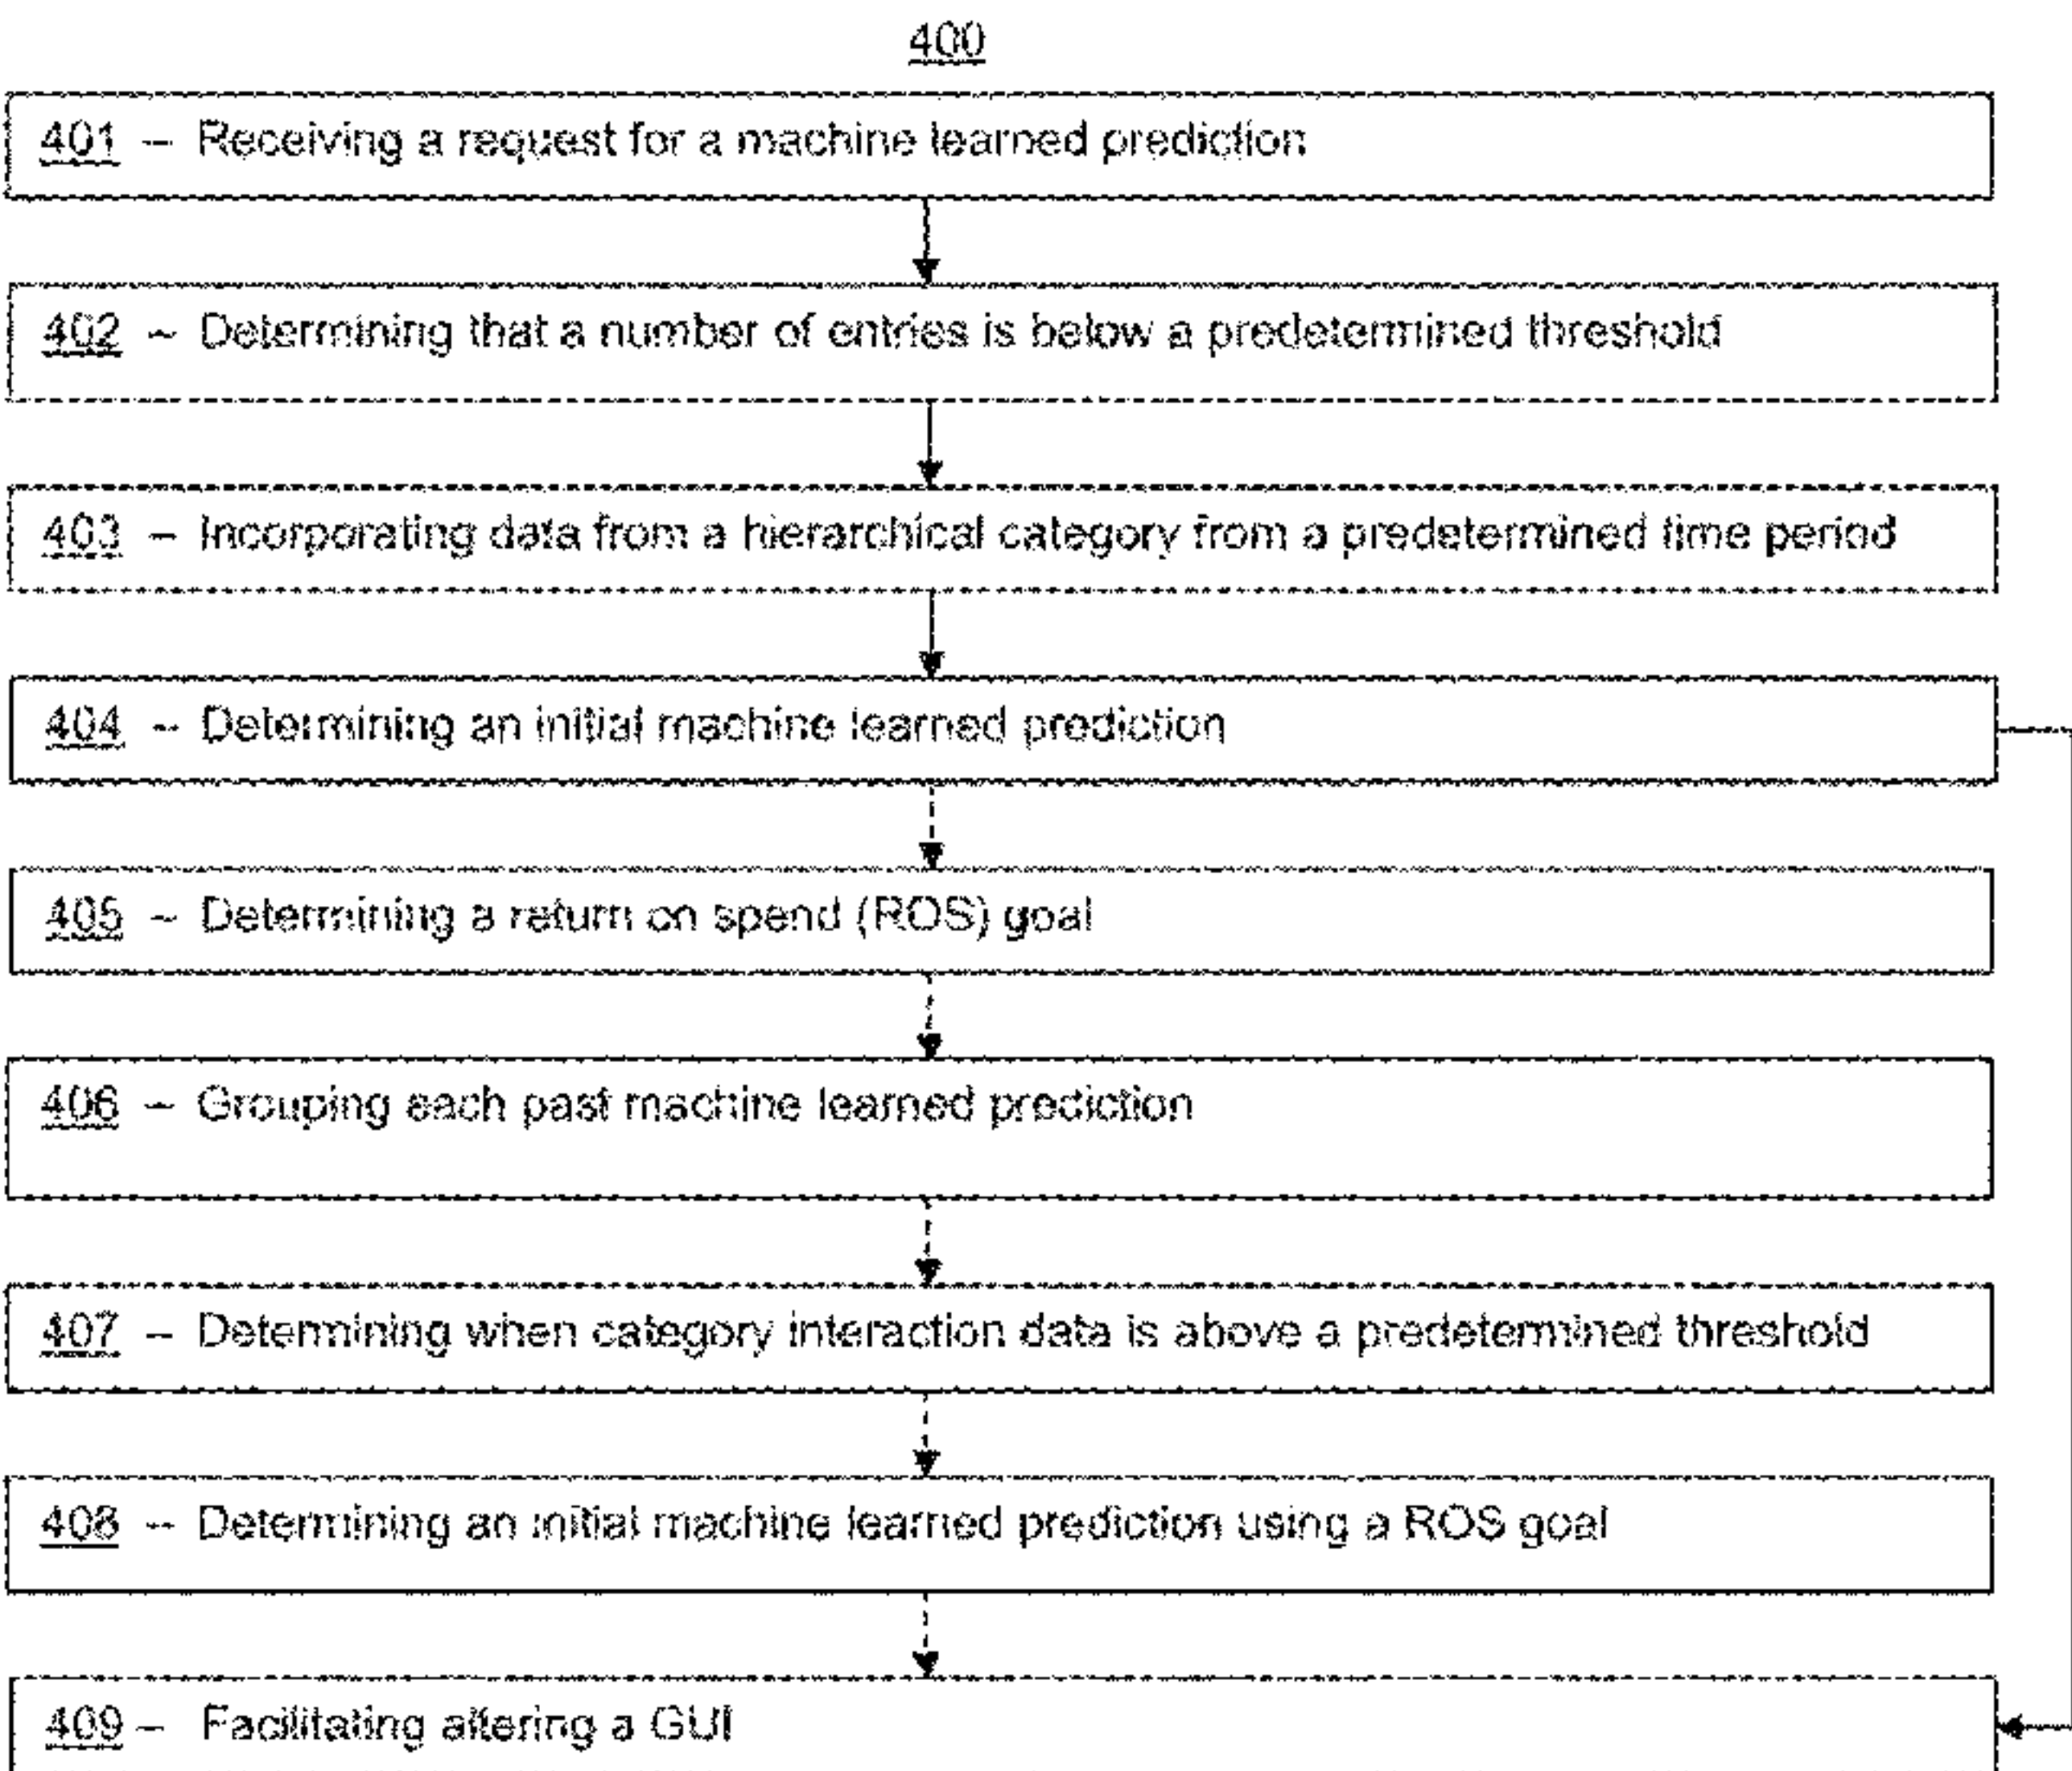 400
401 – Receiving a request for a machine learned prediction
402 – Determining that a number of entries is below a predetermined threshold
403 – Incorporating data from a hierarchical category from a predetermined time period
404 – Determining an initial machine learned prediction
405 – Determining a return on spend (ROS) goal
406 – Grouping each past machine learned prediction
407 – Determining when category interaction data is above a predetermined threshold
408 – Determining an initial machine learned prediction using a ROS goal
409 – Facilitating altering a GUI